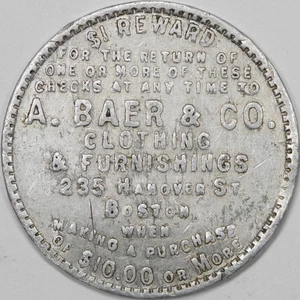 $1 REWARD
FOR THE RETURN OF
ONE OR MORE OF THESE
CHECKS AT ANY TIME TO
A. BAER & CO.
CLOTHING
& FURNISHINGS
235 HANOVER ST.
BOSTON,
WHEN
MAKING A PURCHASE
OF $10.00 OR MORE